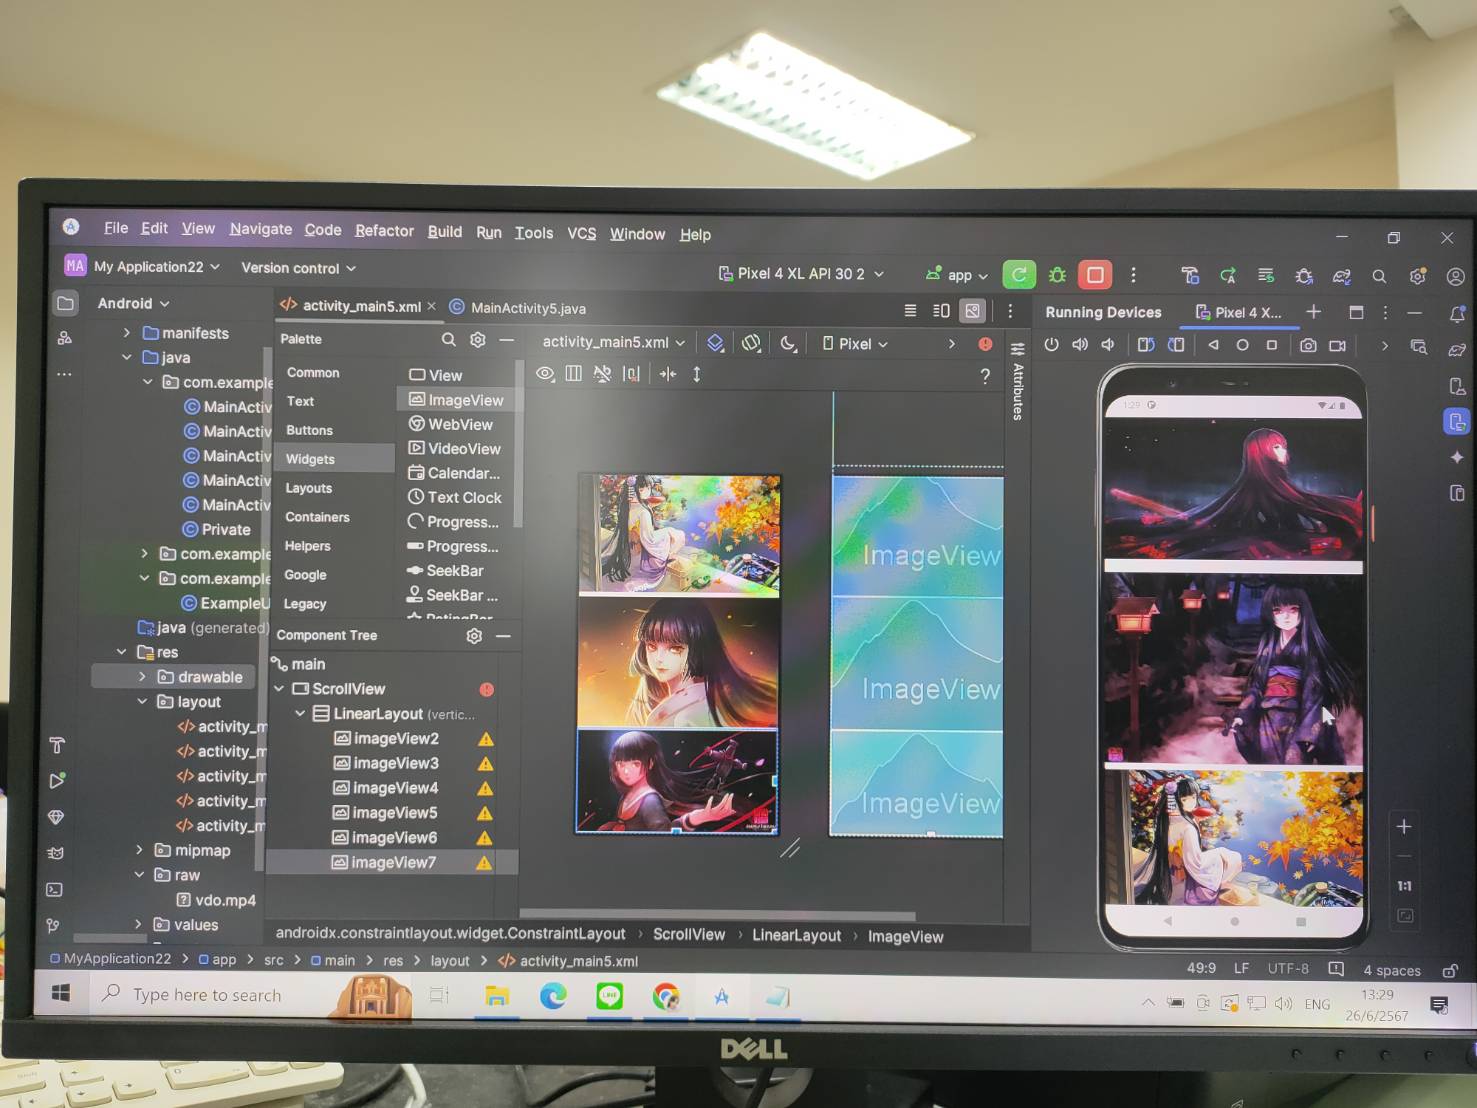 File Edit View Navigate Code Refactor Build Run Tools VCS Window Help
MA My Application22 Version control Pixel 4 XL API 30 2 app
Android
activity_main5.xml
MainActivity5.java
Running Devices
Pixel 4 X...
manifests
java
com.example
MainActiv
MainActiv
MainActiv
MainActiv
MainActiv
Private
com.example
com.example
ExampleU
java (generated)
res
drawable
layout
activity_m
activity_m
activity_m
activity_m
activity_m
mipmap
raw
vdo.mp4
values
Palette
Common
Text
Buttons
Widgets
Layouts
Containers
Helpers
Google
Legacy
View
ImageView
WebView
VideoView
Calendar...
Text Clock
Progress...
Progress...
SeekBar
SeekBar ...
RatingBar
Component Tree
main
ScrollView
LinearLayout (vertic...
imageView2
imageView3
imageView4
imageView5
imageView6
imageView7
activity_main5.xml
Pixel
?
Attributes
ImageView
ImageView
ImageView
1:29
1:1
androidx.constraintlayout.widget.ConstraintLayout > ScrollView > LinearLayout > ImageView
MyApplication22 > app > src > main > res > layout > activity_main5.xml
49:9 LF UTF-8 4 spaces
Type here to search
LINE
ENG
13:29
26/6/2567
DELL